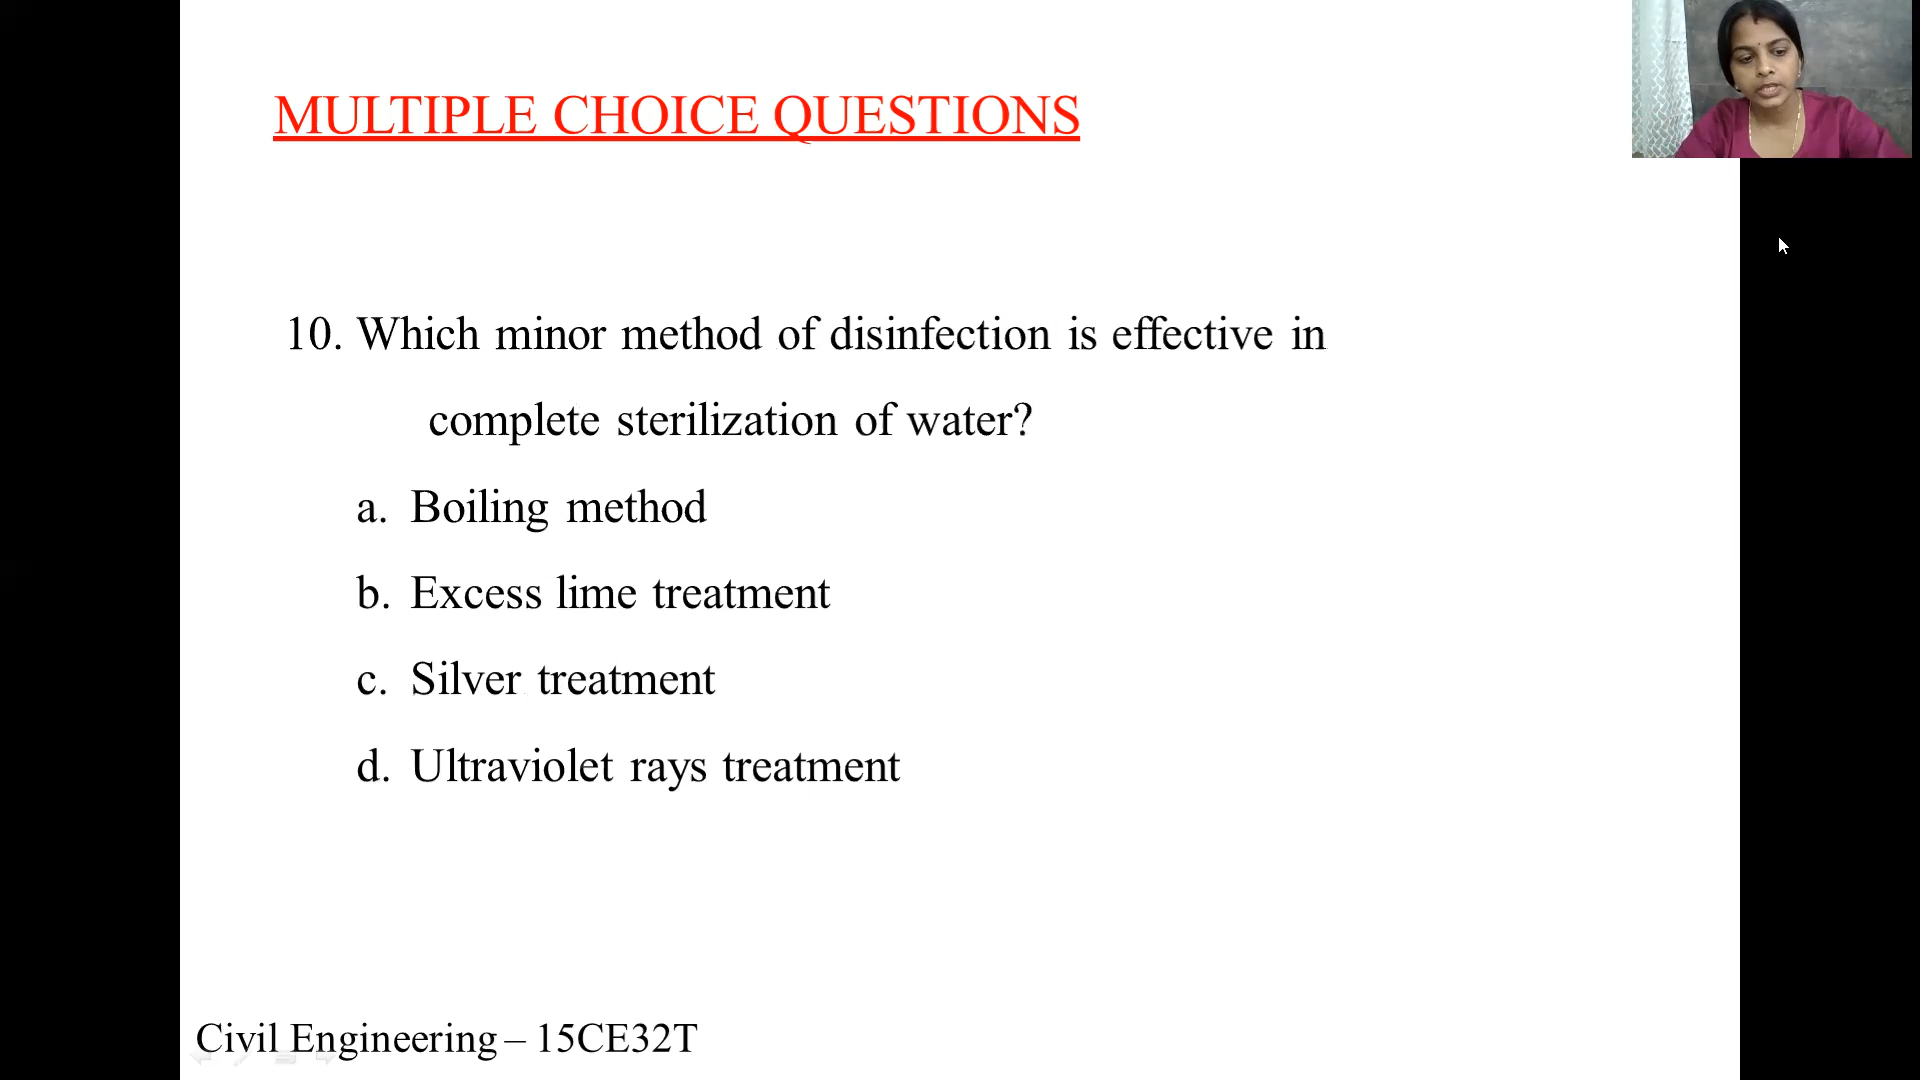 MULTIPLE CHOICE QUESTIONS
10. Which minor method of disinfection is effective in
complete sterilization of water?
a. Boiling method
b. Excess lime treatment
c. Silver treatment
d. Ultraviolet rays treatment
Civil Engineering – 15CE32T